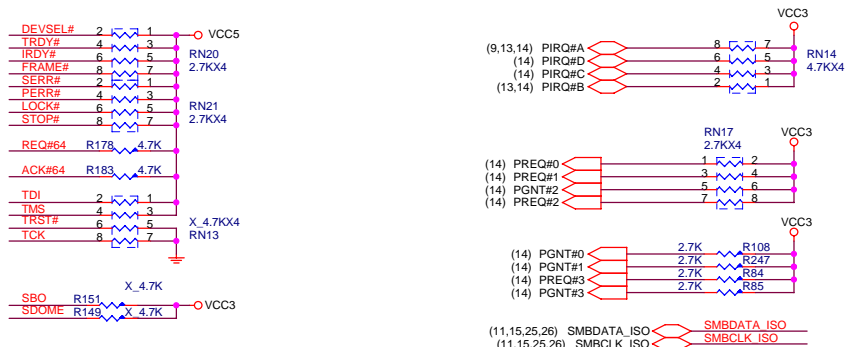 DEVSEL# 2 1 VCC5
TRDY# 4 3
IRDY# 6 5 RN20
FRAME# 8 7 2.7KX4
SERR# 2 1
PERR# 4 3
LOCK# 6 5 RN21
STOP# 8 7 2.7KX4
REQ#64 R178 4.7K
ACK#64 R183 4.7K
TDI 2 1
TMS 4 3
TRST# 6 5 X_4.7KX4
TCK 8 7 RN13
X_4.7K
SBO R151 VCC3
SDOME R149 X_4.7K
VCC3
(9,13,14) PIRQ#A 8 7 RN14
(14) PIRQ#D 6 5 4.7KX4
(14) PIRQ#C 4 3
(13,14) PIRQ#B 2 1
RN17 VCC3
2.7KX4
(14) PREQ#0 1 2
(14) PREQ#1 3 4
(14) PGNT#2 5 6
(14) PREQ#2 7 8
VCC3
(14) PGNT#0 2.7K R108
(14) PGNT#1 2.7K R247
(14) PREQ#3 2.7K R84
(14) PGNT#3 2.7K R85
(11,15,25,26) SMBDATA_ISO SMBDATA_ISO
(11,15,25,26) SMBCLK_ISO SMBCLK_ISO